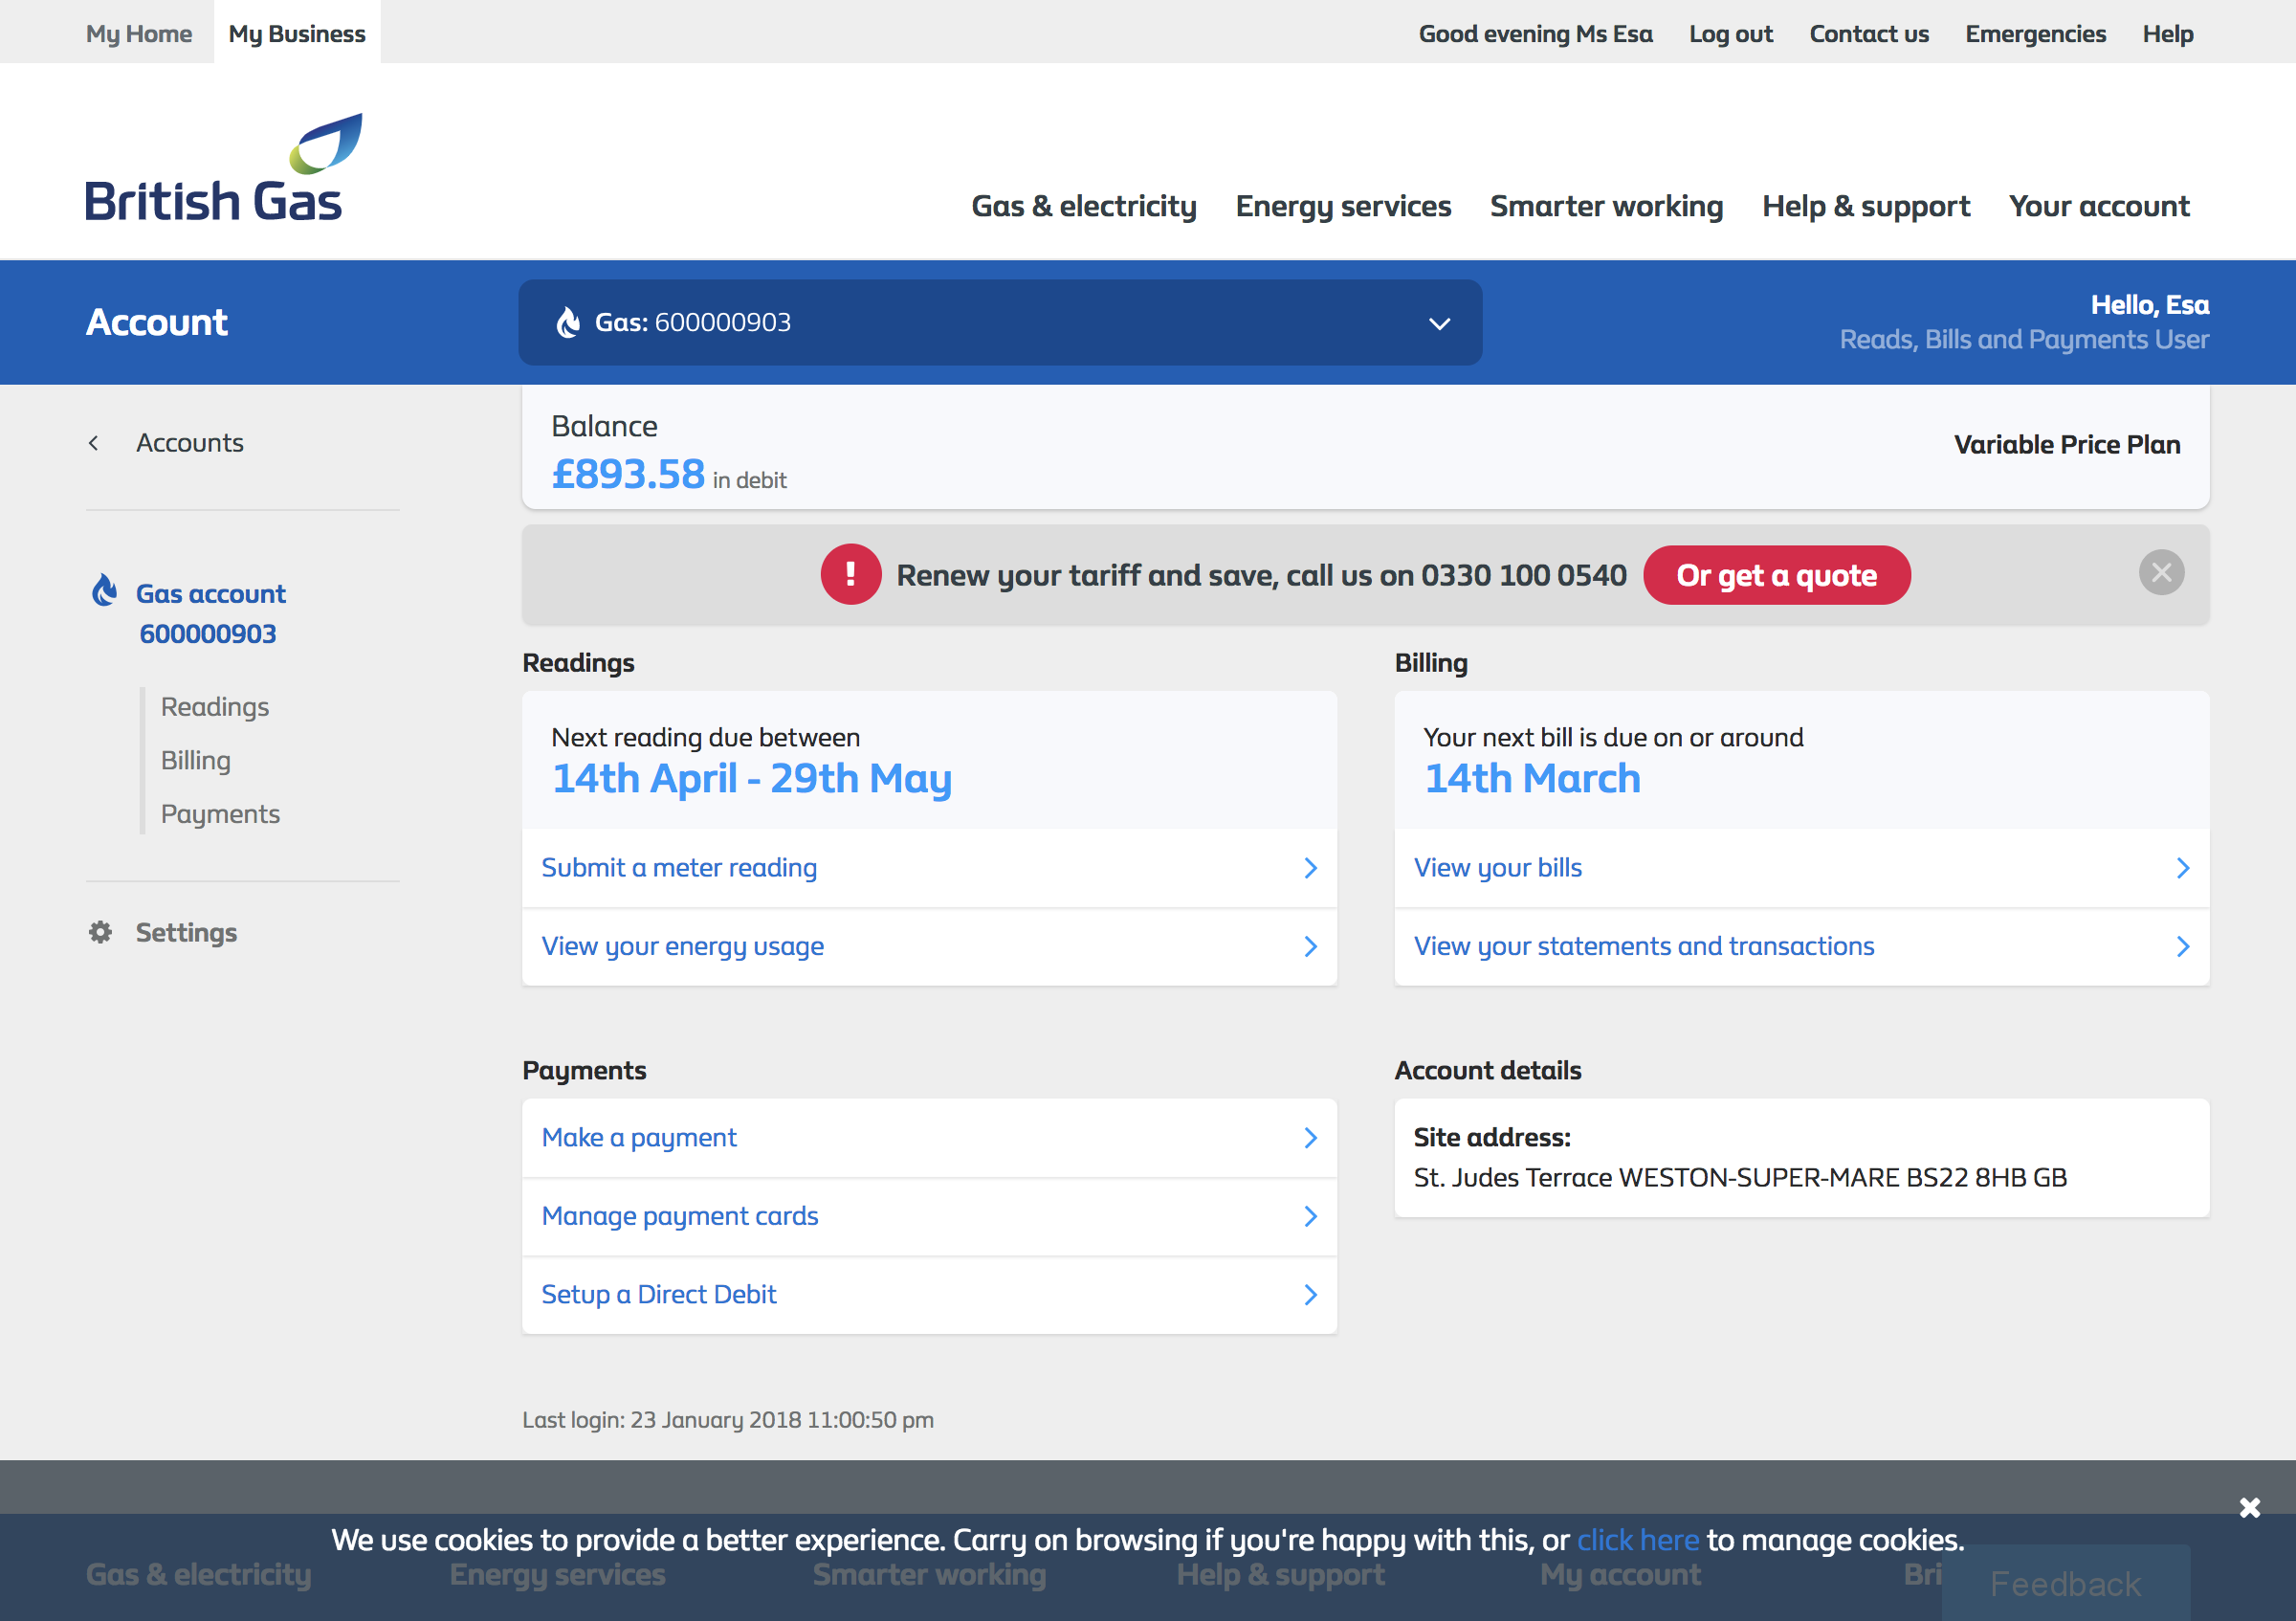 My Home My Business Good evening Ms Esa Log out Contact us Emergencies Help
British Gas
Gas & electricity Energy services Smarter working Help & support Your account
Account
Gas: 600000903
Hello, Esa
Reads, Bills and Payments User
Accounts
Balance
£893.58 in debit
Variable Price Plan
! Renew your tariff and save, call us on 0330 100 0540 Or get a quote
Gas account
600000903
Readings
Billing
Payments
Settings
Readings
Next reading due between
14th April - 29th May
Submit a meter reading
View your energy usage
Billing
Your next bill is due on or around
14th March
View your bills
View your statements and transactions
Payments
Make a payment
Manage payment cards
Setup a Direct Debit
Account details
Site address:
St. Judes Terrace WESTON-SUPER-MARE BS22 8HB GB
Last login: 23 January 2018 11:00:50 pm
We use cookies to provide a better experience. Carry on browsing if you're happy with this, or click here to manage cookies.
Gas & electricity Energy services Smarter working Help & support My account
Feedback